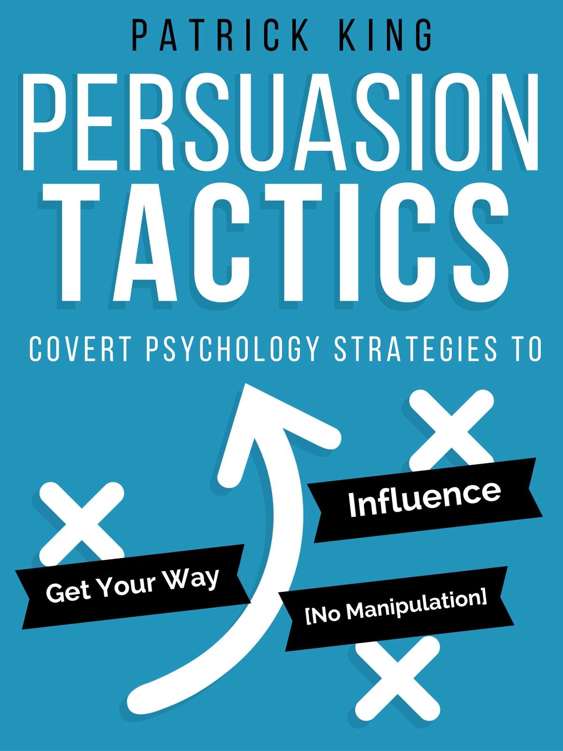 PATRICK KING
PERSUASION
TACTICS
COVERT PSYCHOLOGY STRATEGIES TO
Influence
Get Your Way
[No Manipulation]